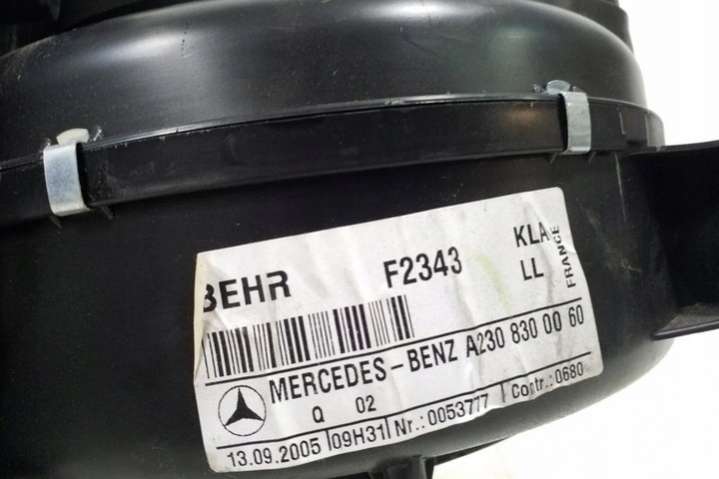 BEHR F2343 KLA
LL FRANCE
MERCEDES-BENZ A230 830 00 60
Q 02
13.09.2005 09H31 Nr.:0053777 Contr.:0680